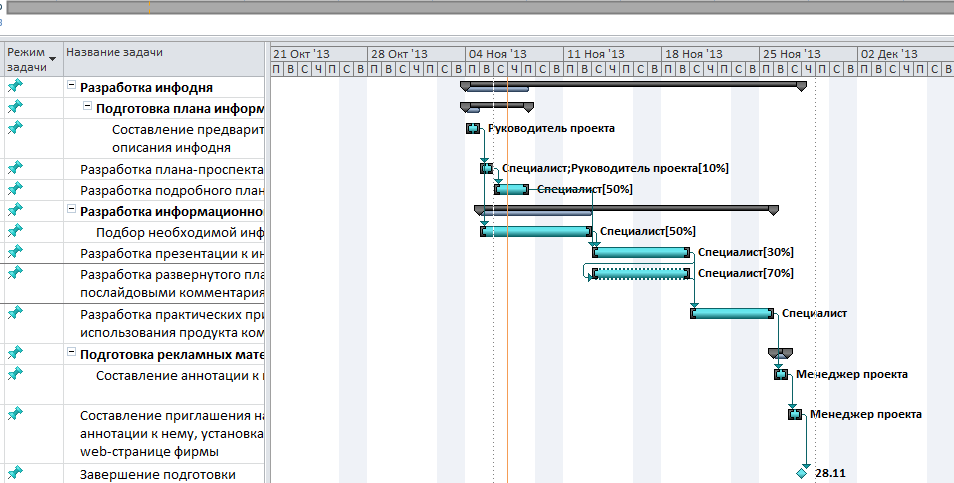 21 Окт '13 28 Окт '13 04 Ноя '13 11 Ноя '13 18 Ноя '13 25 Ноя '13 02 Дек '13
Режим задачи Название задачи
П В С Ч П С В П В С Ч П С В П В С Ч П С В П В С Ч П С В П В С Ч П С В П В С Ч П С В П В С Ч П С В
Разработка инфодня
Подготовка плана информ
Составление предварит
описания инфодня
Руководитель проекта
Разработка плана-проспекта
Специалист;Руководитель проекта[10%]
Разработка подробного план
Специалист[50%]
Разработка информационног
Подбор необходимой инф
Специалист[50%]
Разработка презентации к ин
Специалист[30%]
Разработка развернутого пла
послайдовыми комментария
Специалист[70%]
Разработка практических при
использования продукта ком
Специалист
Подготовка рекламных мате
Составление аннотации к
Менеджер проекта
Составление приглашения на
аннотации к нему, установка
web-странице фирмы
Менеджер проекта
Завершение подготовки
28.11